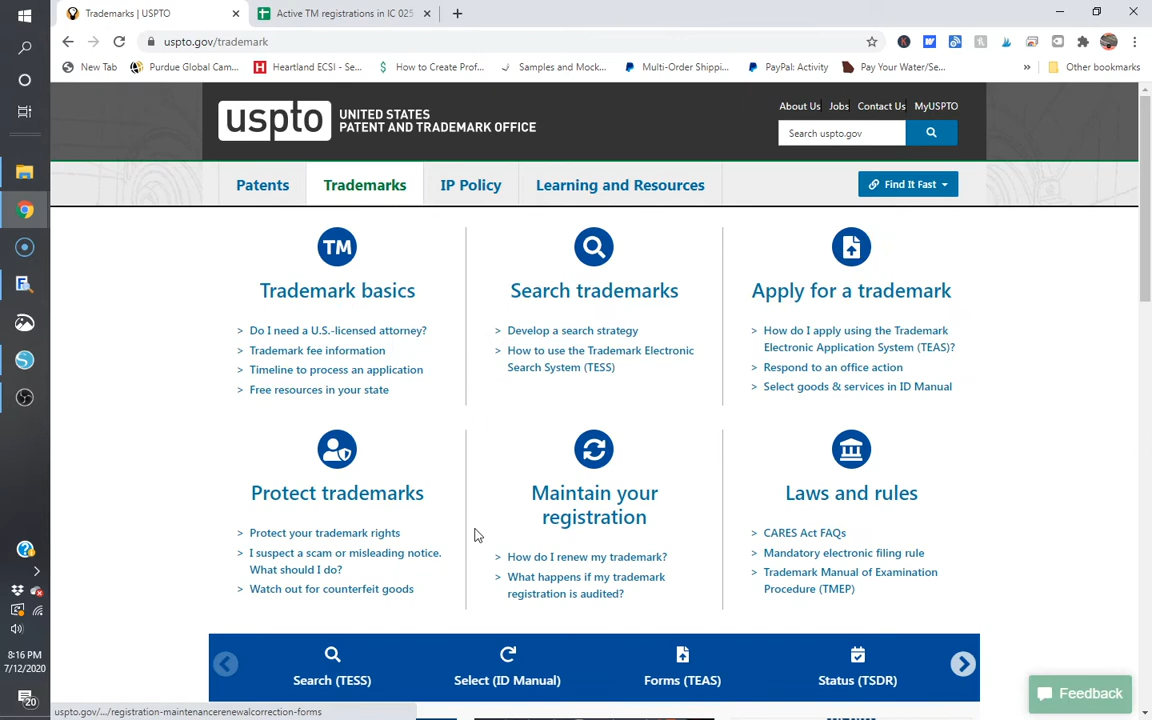 Trademarks | USPTO
Active TM registrations in IC 025
uspto.gov/trademark
New Tab
Purdue Global Cam...
Heartland ECSI - Se...
How to Create Prof...
Samples and Mock...
Multi-Order Shippi...
PayPal: Activity
Pay Your Water/Se...
Other bookmarks
uspto
UNITED STATES
PATENT AND TRADEMARK OFFICE
About Us
Jobs
Contact Us
MyUSPTO
Search uspto.gov
Patents
Trademarks
IP Policy
Learning and Resources
Find It Fast
TM
Trademark basics
> Do I need a U.S.-licensed attorney?
> Trademark fee information
> Timeline to process an application
> Free resources in your state
Search trademarks
> Develop a search strategy
> How to use the Trademark Electronic
Search System (TESS)
Apply for a trademark
> How do I apply using the Trademark
Electronic Application System (TEAS)?
> Respond to an office action
> Select goods & services in ID Manual
Protect trademarks
> Protect your trademark rights
> I suspect a scam or misleading notice.
What should I do?
> Watch out for counterfeit goods
Maintain your
registration
> How do I renew my trademark?
> What happens if my trademark
registration is audited?
Laws and rules
> CARES Act FAQs
> Mandatory electronic filing rule
> Trademark Manual of Examination
Procedure (TMEP)
Search (TESS)
Select (ID Manual)
Forms (TEAS)
Status (TSDR)
Feedback
8:16 PM
7/12/2020
20
uspto.gov/.../registration-maintenancerenewalcorrection-forms